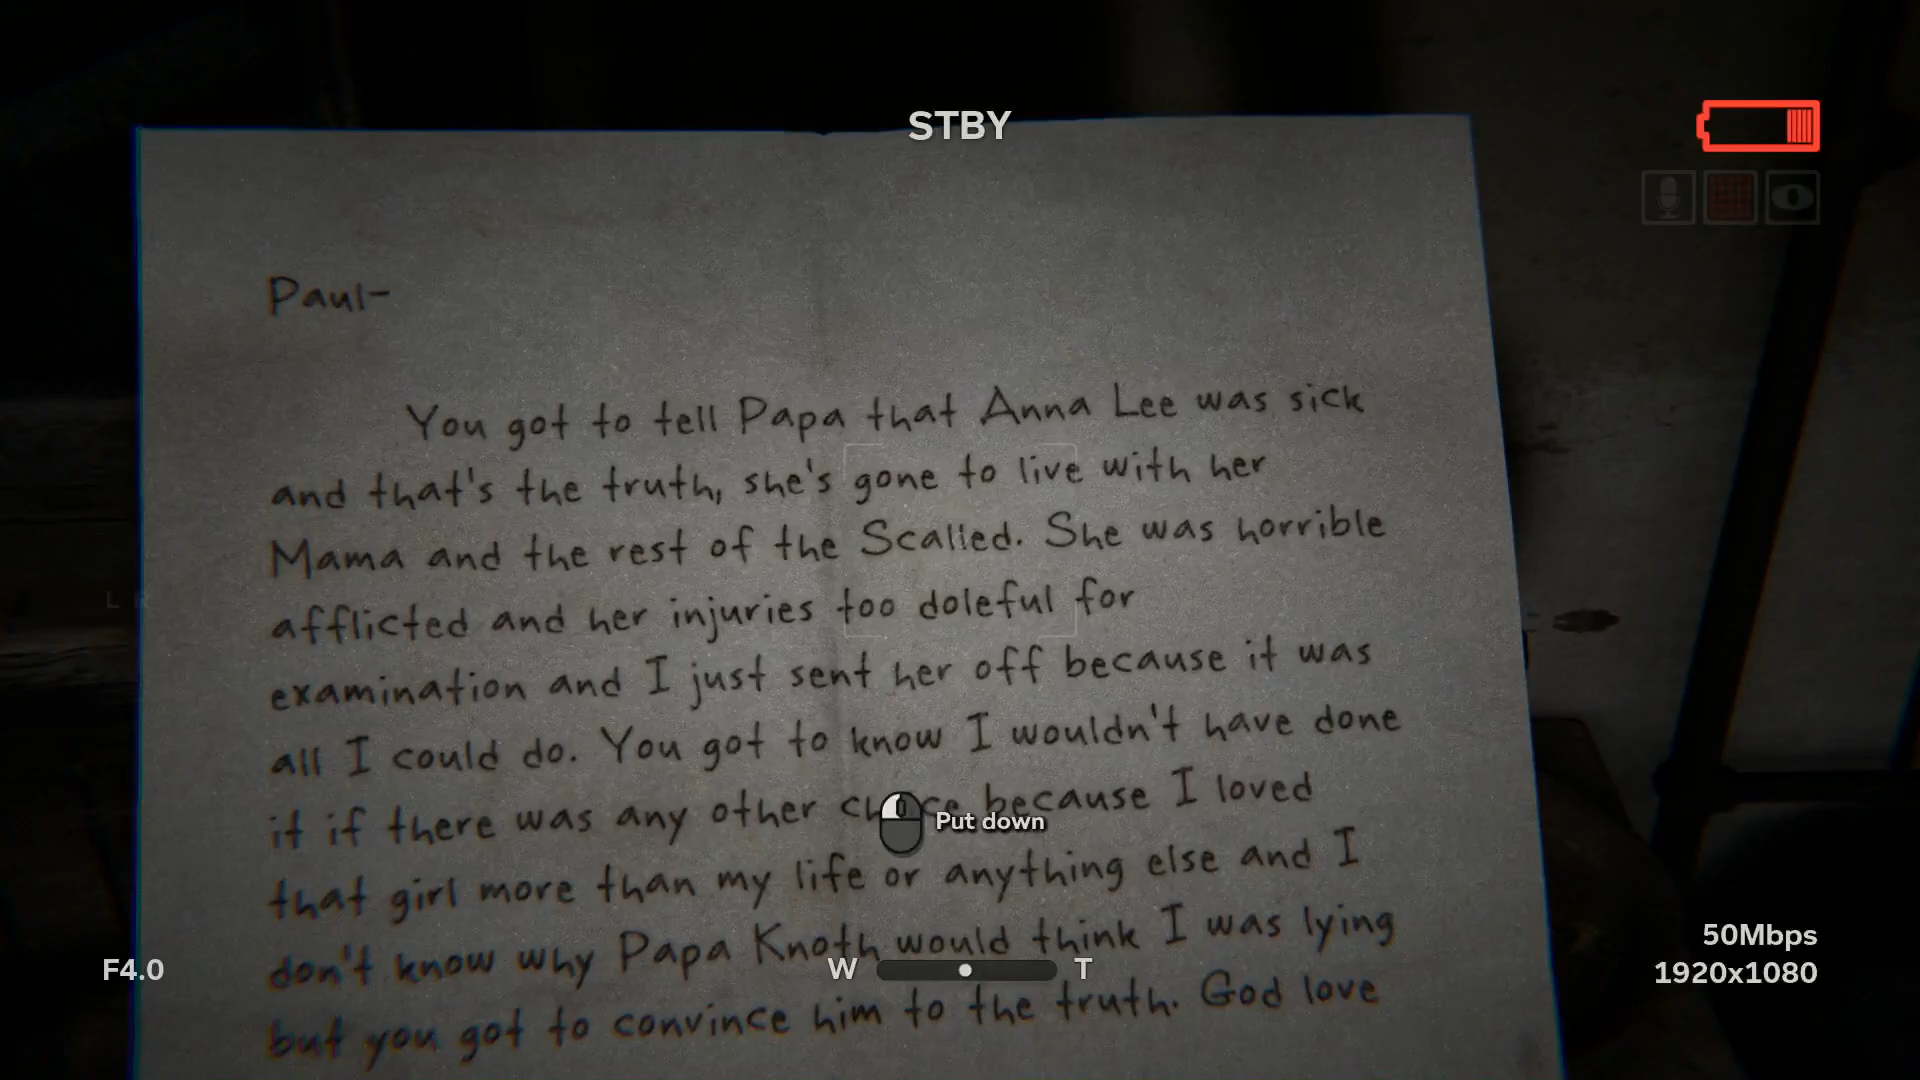 STBY
Paul-
You got to tell Papa that Anna Lee was sick
and that's the truth, she's gone to live with her
Mama and the rest of the Scalled. She was horrible
afflicted and her injuries too doleful for
examination and I just sent her off because it was
all I could do. You got to know I wouldn't have done
it if there was any other because I loved
Put down
that girl more than my life or anything else and I
don't know why Papa Knoth would think I was lying
but you got to convince him to the truth. God love
F4.0
W T
50Mbps
1920x1080